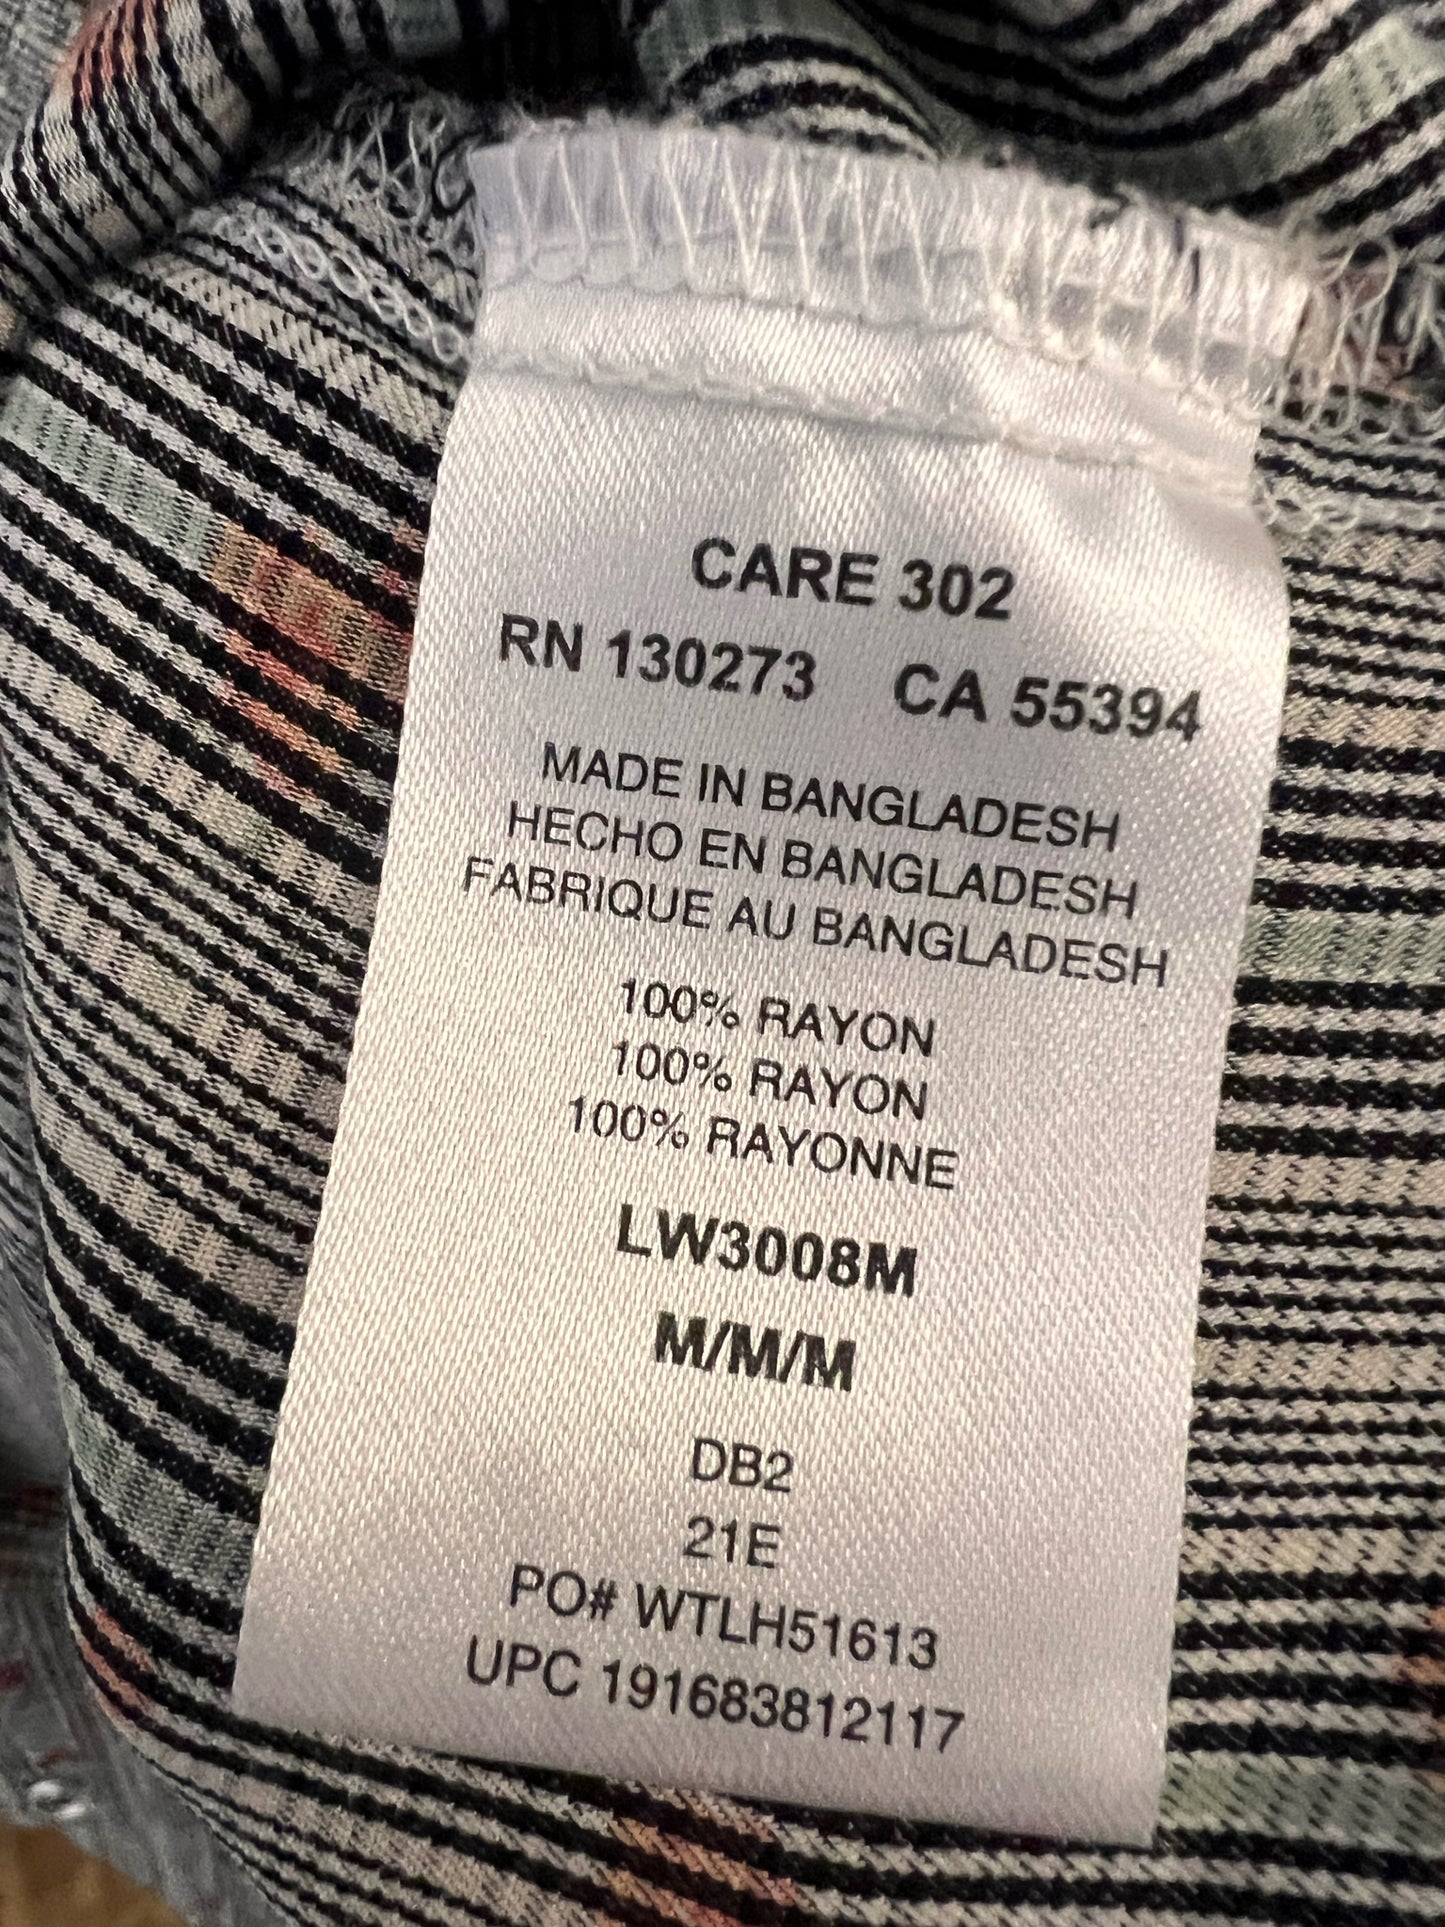 CARE 302
RN 130273 CA 55394
MADE IN BANGLADESH
HECHO EN BANGLADESH
FABRIQUE AU BANGLADESH
100% RAYON
100% RAYON
100% RAYONNE
LW3008M
M/M/M
DB2
21E
PO# WTLH51613
UPC 191683812117